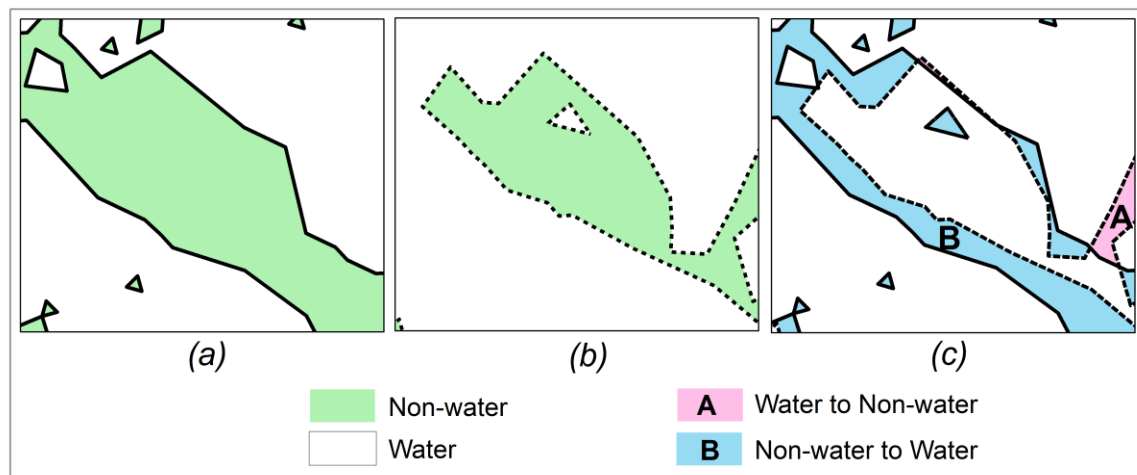 A
B
(a)
(b)
(c)
Non-water
A Water to Non-water
Water
B Non-water to Water